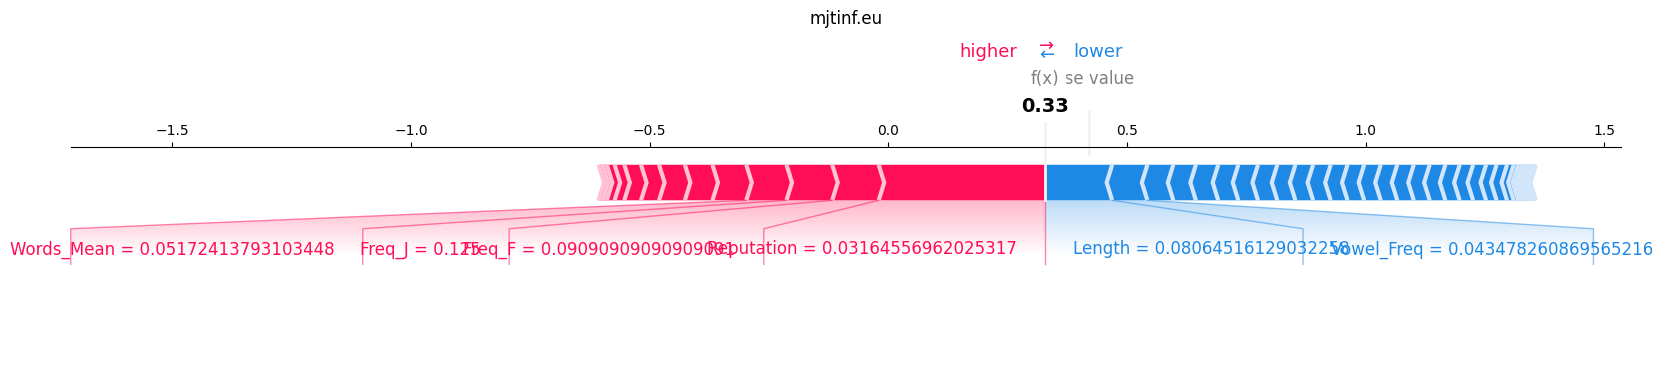 mjtinf.eu
higher ⇄ lower
f(x) se value
0.33
−1.5 −1.0 −0.5 0.0 0.5 1.0 1.5
Words_Mean = 0.05172413793103448 Freq_J = 0.125 Freq_F = 0.09090909090909091 Reputation = 0.03164556962025317 Length = 0.08064516129032258 Vowel_Freq = 0.043478260869565216